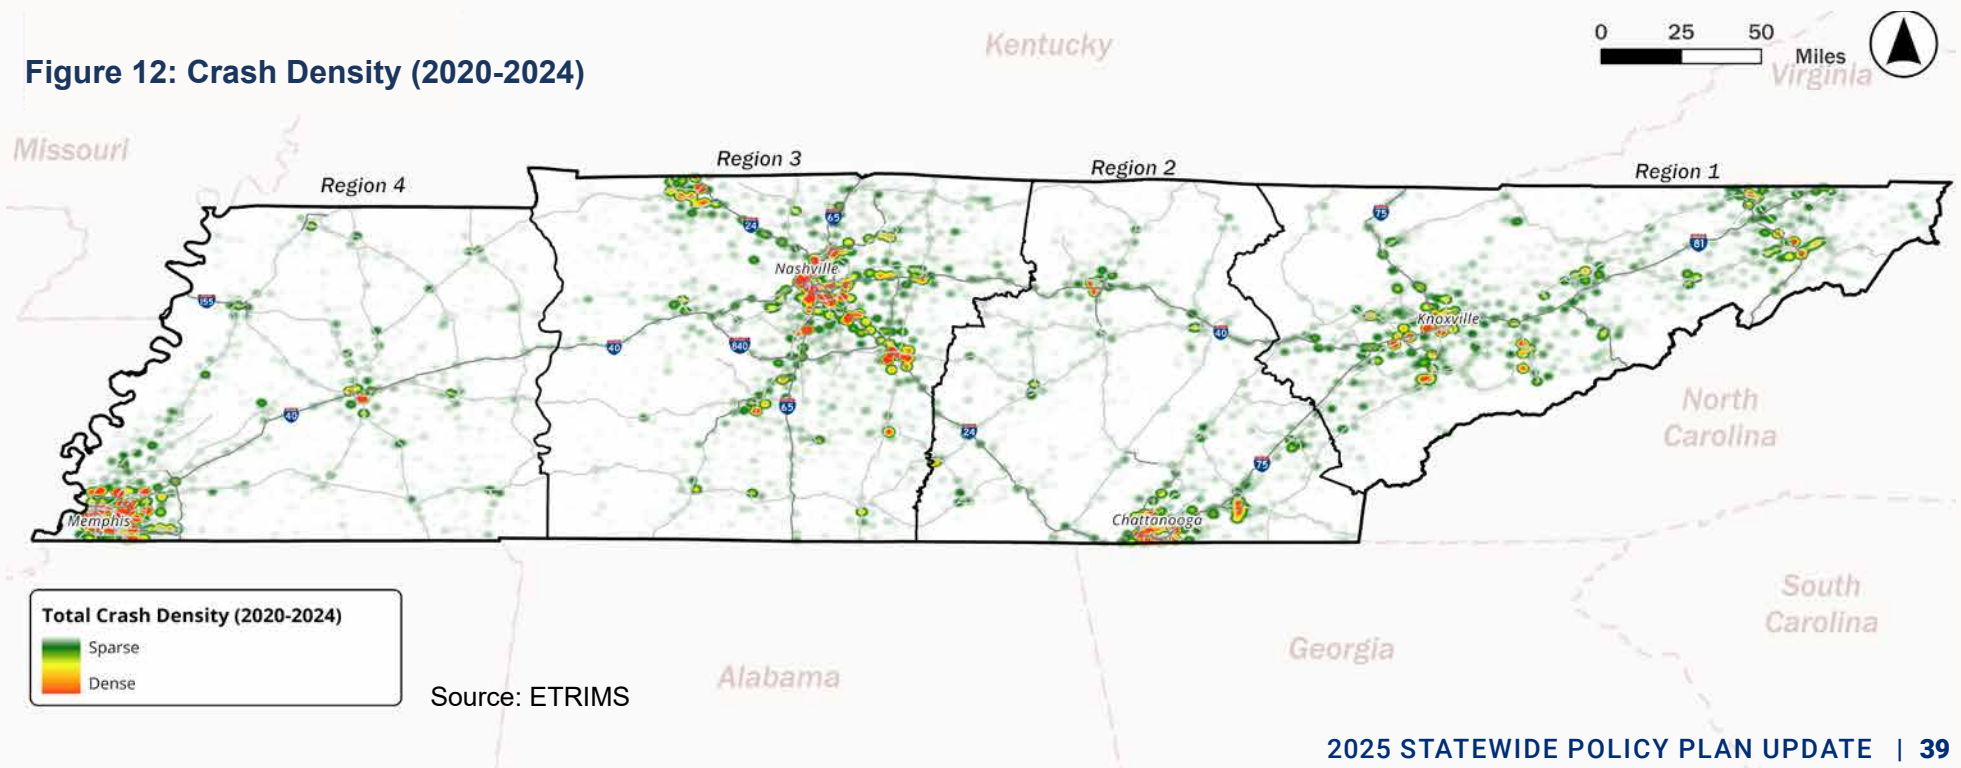 Figure 12: Crash Density (2020-2024)
Kentucky
0 25 50
Miles
Virginia
Missouri
Region 4
Region 3
Region 2
Region 1
24
65
75
81
Nashville
155
Knoxville
40
840
40
40
65
24
75
Memphis
Chattanooga
North
Carolina
South
Carolina
Georgia
Alabama
Total Crash Density (2020-2024)
Sparse
Dense
Source: ETRIMS
2025 STATEWIDE POLICY PLAN UPDATE | 39